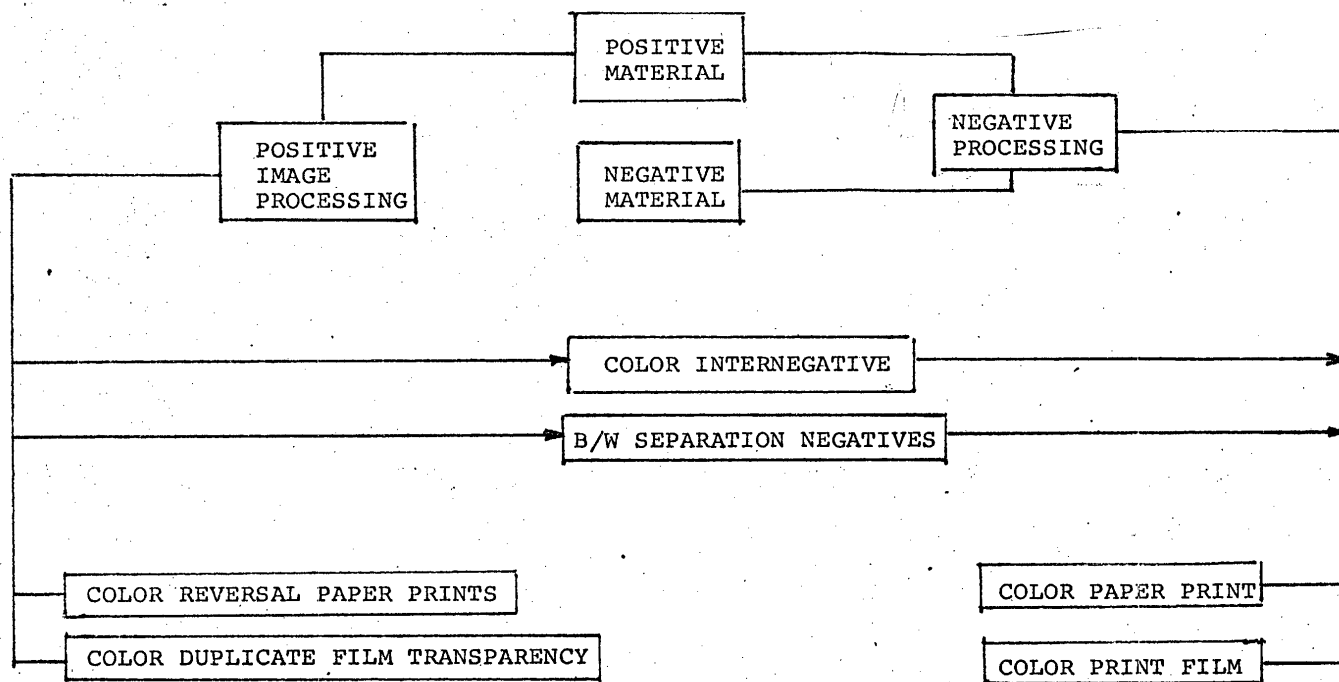 POSITIVE
MATERIAL
POSITIVE
IMAGE
PROCESSING
NEGATIVE
MATERIAL
NEGATIVE
PROCESSING
COLOR INTERNEGATIVE
B/W SEPARATION NEGATIVES
COLOR REVERSAL PAPER PRINTS
COLOR PAPER PRINT
COLOR DUPLICATE FILM TRANSPARENCY
COLOR PRINT FILM